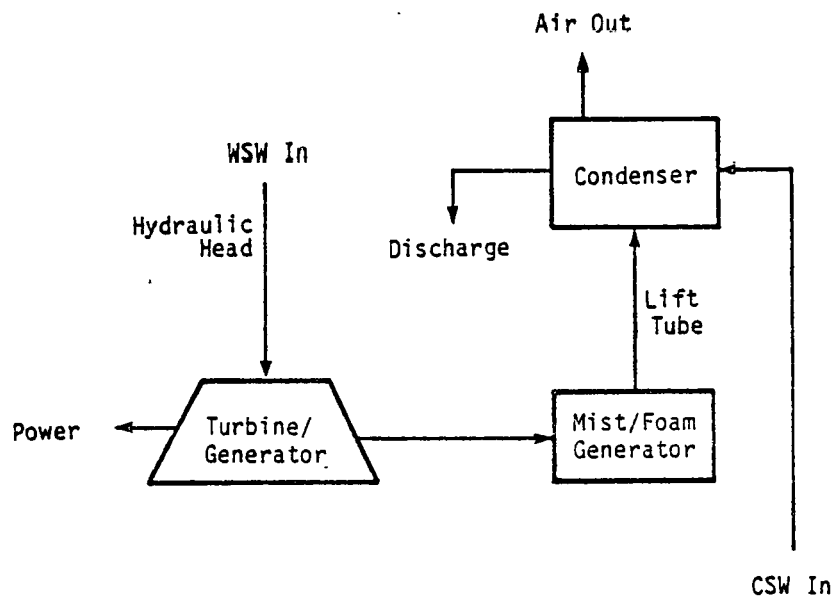 Air Out
WSW In
Condenser
Hydraulic
Head
Discharge
Lift
Tube
Power
Turbine/
Generator
Mist/Foam
Generator
CSW In